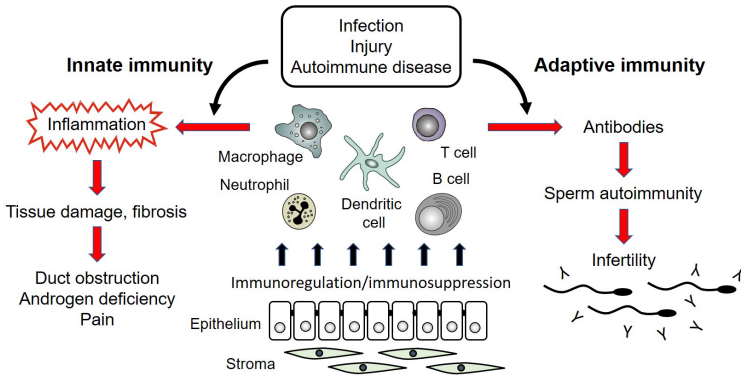 Infection
Injury
Autoimmune disease
Innate immunity
Adaptive immunity
Inflammation
Macrophage
Neutrophil
Dendritic
cell
T cell
B cell
Antibodies
Tissue damage, fibrosis
Sperm autoimmunity
Duct obstruction
Androgen deficiency
Pain
Infertility
Immunoregulation/immunosuppression
Epithelium
Stroma